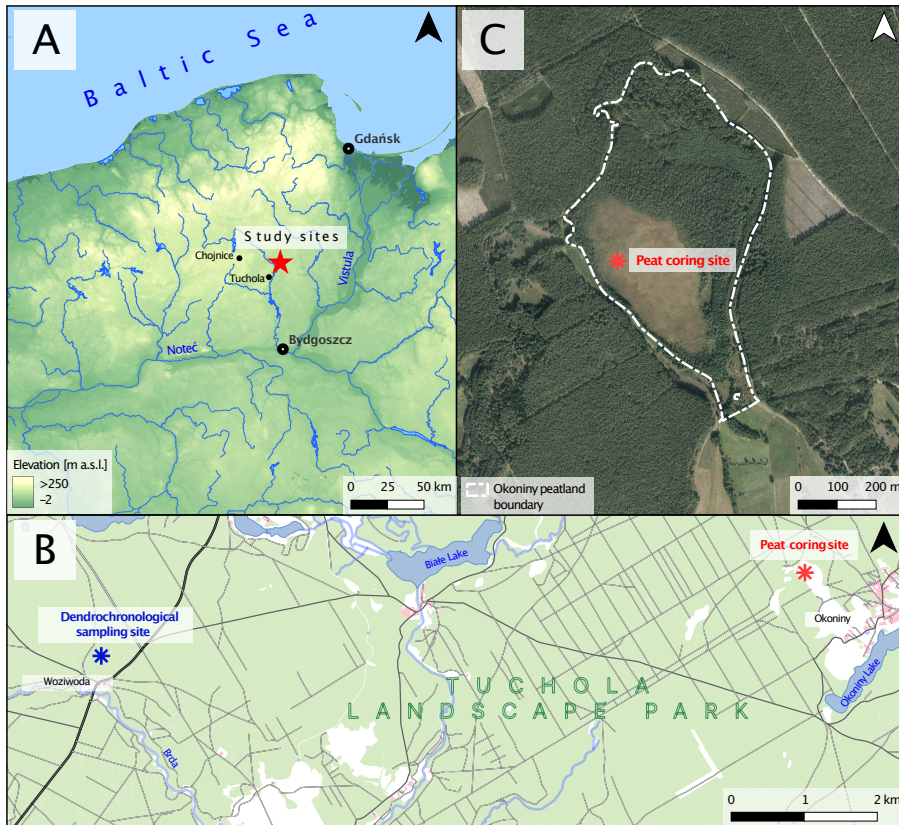 A
Baltic Sea
Gdańsk
Study sites
Chojnice
Tuchola
Vistula
Bydgoszcz
Noteć
Elevation [m a.s.l.]
>250
–2
0 25 50 km
C
Peat coring site
Okoniny peatland
boundary
0 100 200 m
B
Białe Lake
Peat coring site
Dendrochronological
sampling site
Okoniny
Woziwoda
Okoniny Lake
TUCHOLA
LANDSCAPE PARK
Brda
0 1 2 km